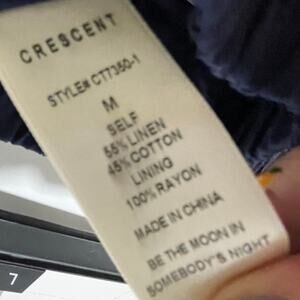 CRESCENT
STYLE# CT7350-1
M
SELF
55% LINEN
45% COTTON
LINING
100% RAYON
MADE IN CHINA
BE THE MOON IN
SOMEBODY'S NIGHT
7